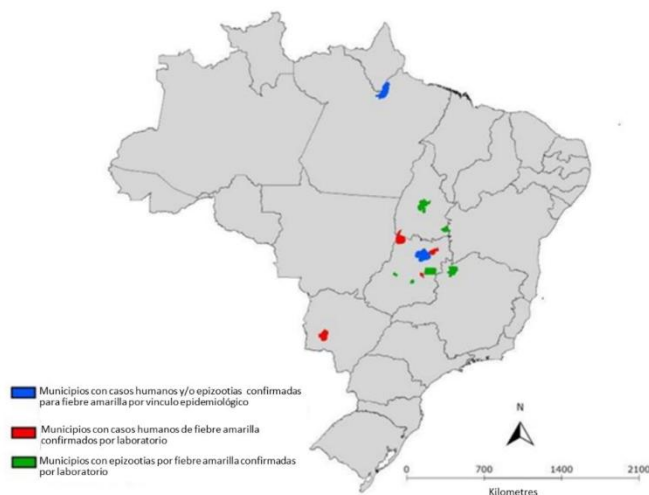 Municipios con casos humanos y/o epizootias confirmadas
para fiebre amarilla por vinculo epidemiológico
Municipios con casos humanos de fiebre amarilla
confirmados por laboratorio
Municipios con epizootias por fiebre amarilla confirmadas
por laboratorio
N
0 700 1400 2100
Kilometres